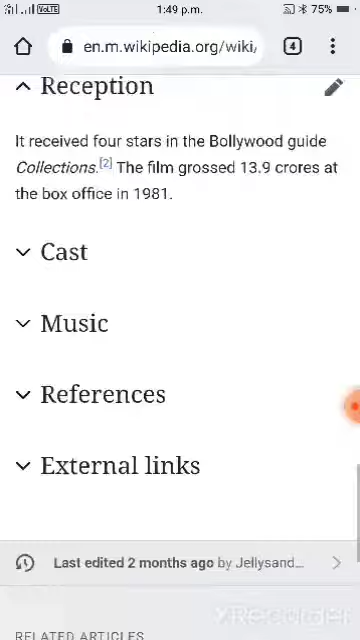 VoLTE 1:49 p.m. 75%
en.m.wikipedia.org/wiki/ 4
Reception
It received four stars in the Bollywood guide
Collections.[2] The film grossed 13.9 crores at
the box office in 1981.
Cast
Music
References
External links
Last edited 2 months ago by Jellysand...
RELATED ARTICLES
XRecorder